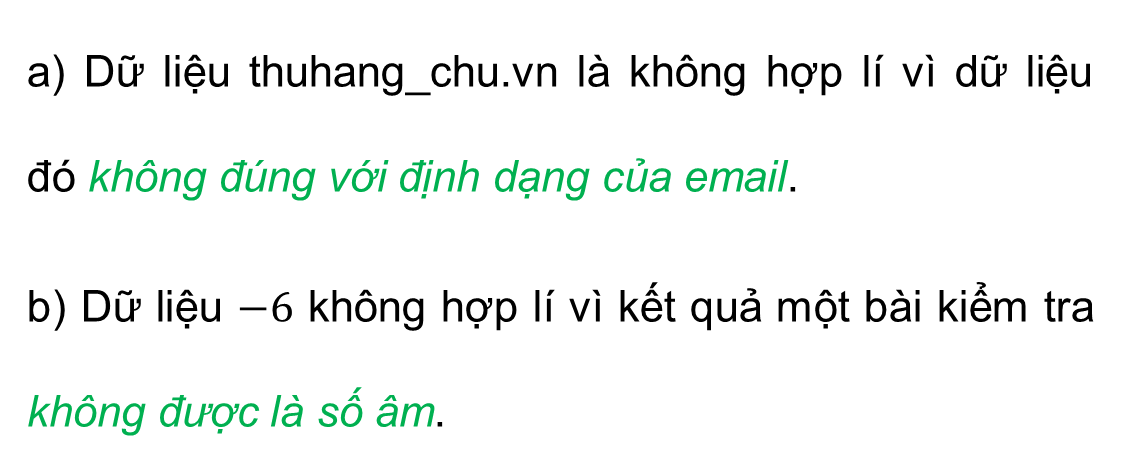 a) Dữ liệu thuhang_chu.vn là không hợp lí vì dữ liệu
đó không đúng với định dạng của email.
b) Dữ liệu −6 không hợp lí vì kết quả một bài kiểm tra
không được là số âm.